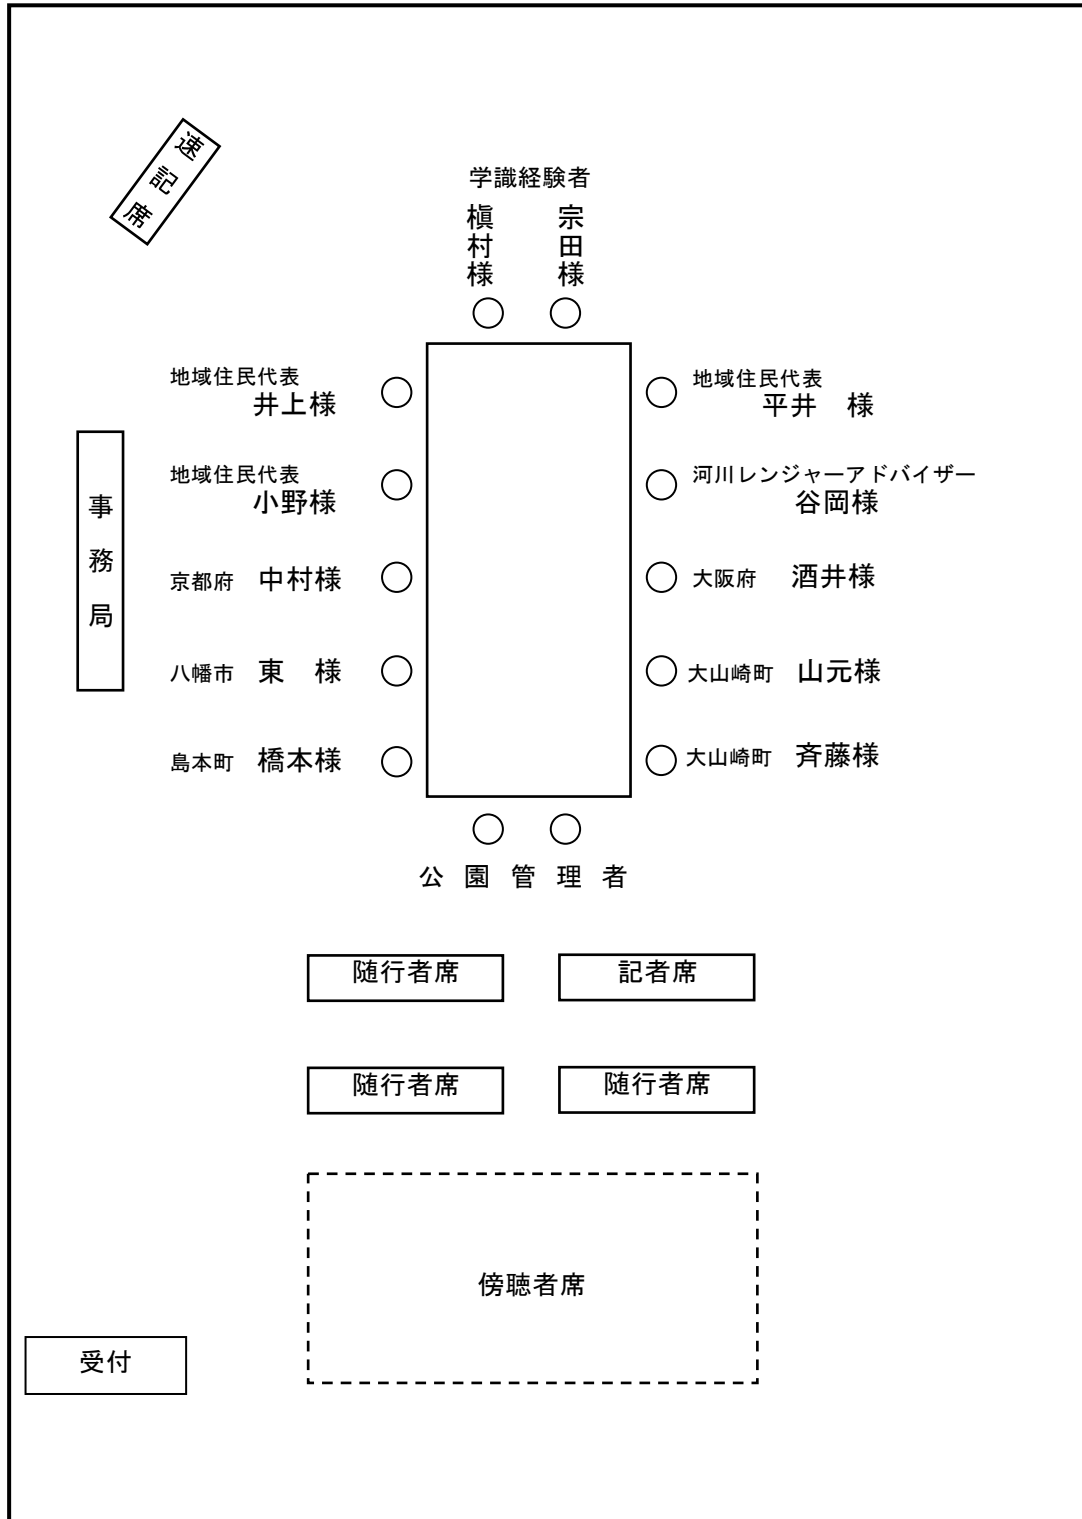 速記席
学識経験者
槇村様
宗田様
地域住民代表
井上様
地域住民代表
平井　様
地域住民代表
小野様
河川レンジャーアドバイザー
谷岡様
京都府　中村様
大阪府　酒井様
八幡市　東　様
大山崎町　山元様
島本町　橋本様
大山崎町　斉藤様
事務局
公園管理者
随行者席
記者席
随行者席
随行者席
傍聴者席
受付